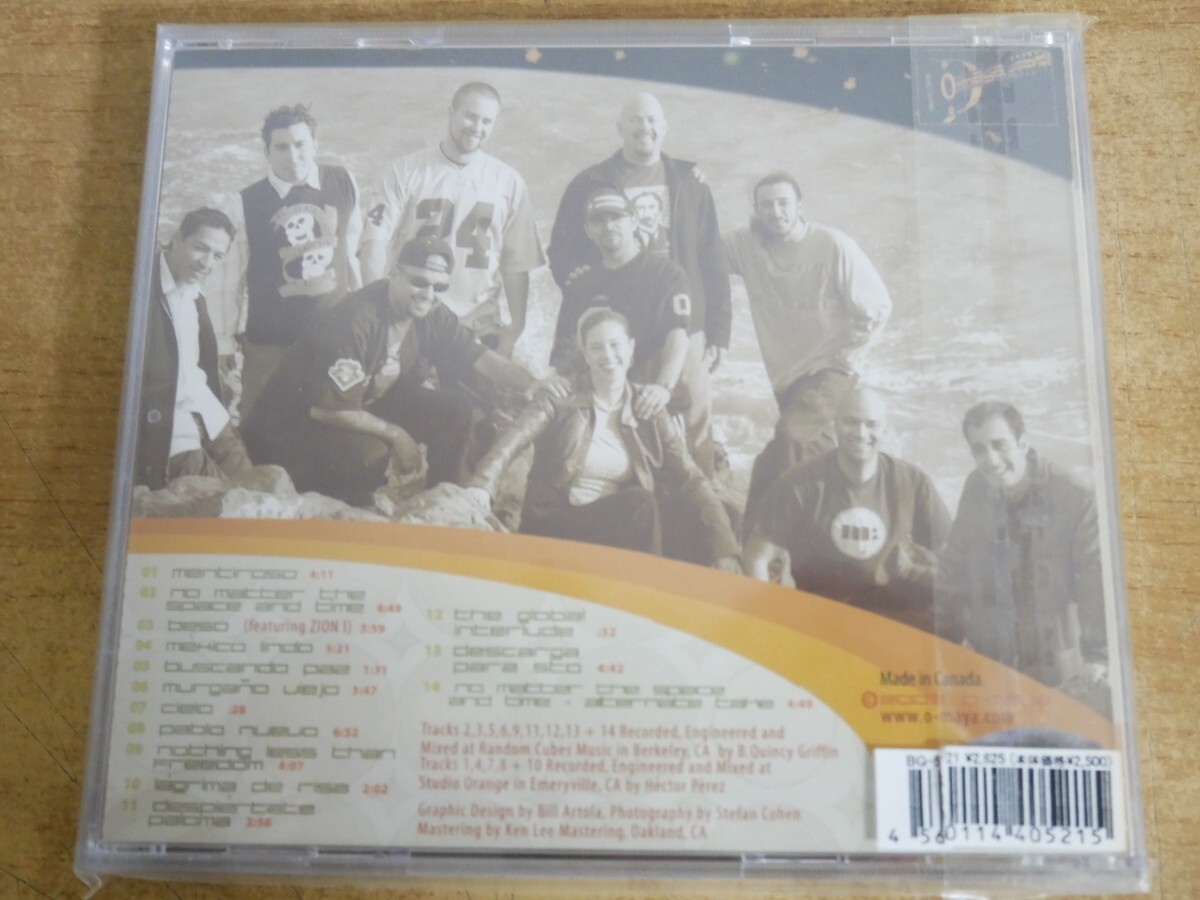 24
4
O
01 mentiroso 4:11
02 no matter the
space and time 4:49
03 beso (featuring ZION I) 3:59
04 mexico lindo 5:21
05 buscando paz 1:31
06 murgaño viejo 3:47
07 cielo :28
08 pablo nuevo 6:52
09 nothing less than
freedom 4:07
10 lagrima de risa 2:02
11 despiertate
paloma 3:56
12 the global
interlude :52
13 descarga
para sto 4:42
14 no matter the space
and time - alternate take 4:49
Tracks 2,3,5,6,9,11,12,13 + 14 Recorded, Engineered and
Mixed at Random Cubes Music in Berkeley, CA by B.Quincy Griffin
Tracks 1,4,7,8 + 10 Recorded, Engineered and Mixed at
Studio Orange in Emeryville, CA by Héctor Pérez
Graphic Design by Bill Artola, Photography by Stefan Cohen
Mastering by Ken Lee Mastering, Oakland, CA
Made in Canada
www.o-maya.com
21 ¥2,625 (本体価格¥2,500)
4 560114 405215